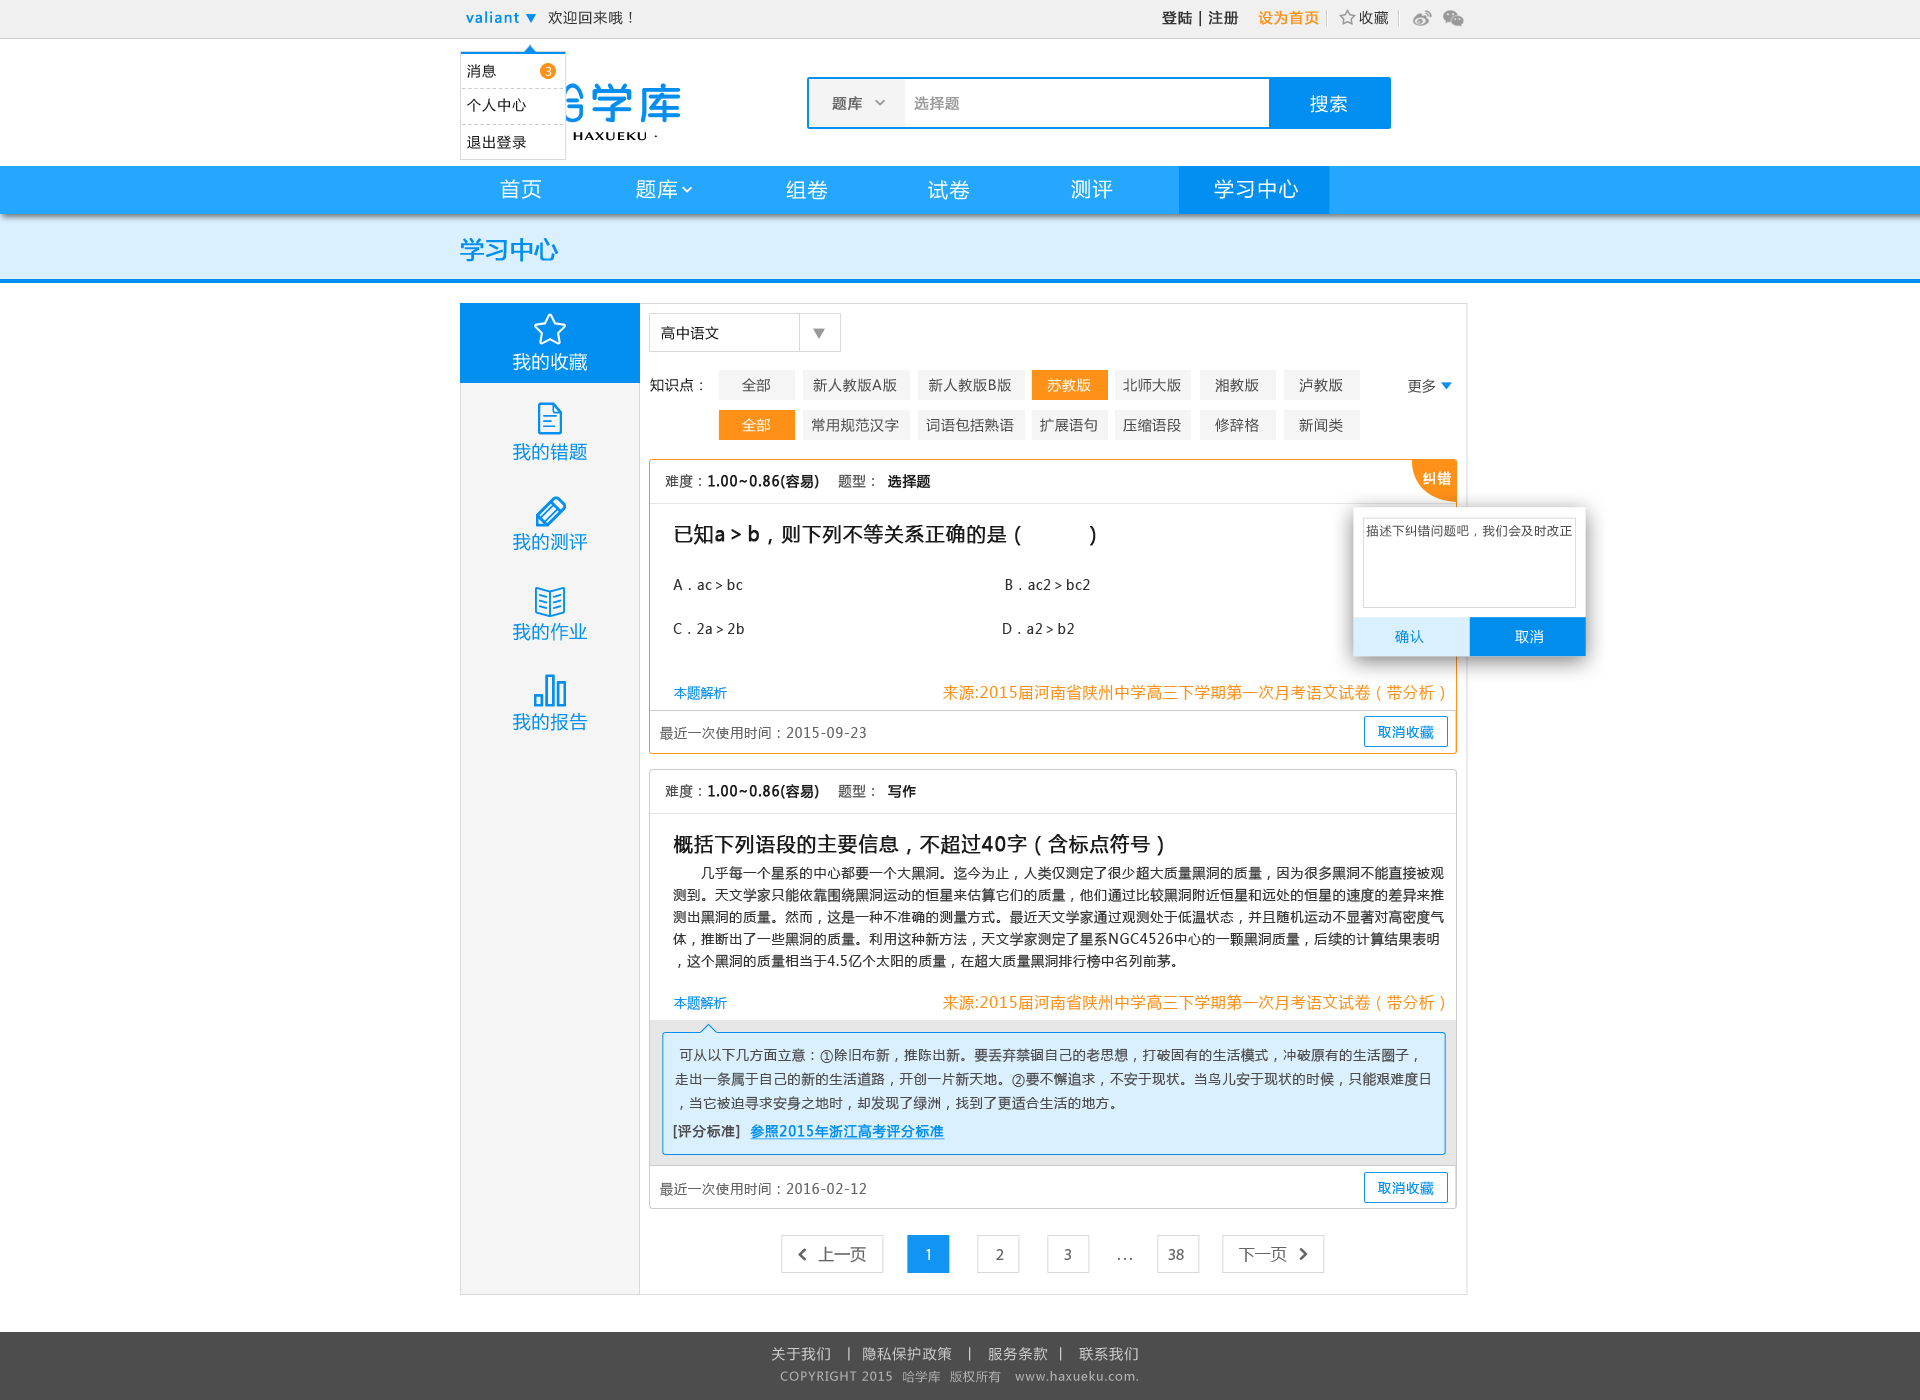 valiant ▼ 欢迎回来哦！
登陆 | 注册 设为首页 收藏
消息 3
个人中心
退出登录
哈学库
HAXUEKU ·
题库 选择题 搜索
首页 题库 组卷 试卷 测评 学习中心
学习中心
我的收藏
我的错题
我的测评
我的作业
我的报告
高中语文 ▼
知识点： 全部 新人教版A版 新人教版B版 苏教版 北师大版 湘教版 泸教版 更多
全部 常用规范汉字 词语包括熟语 扩展语句 压缩语段 修辞格 新闻类
难度：1.00~0.86(容易) 题型： 选择题
纠错
已知a＞b，则下列不等关系正确的是（ ）
A．ac＞bc B．ac2＞bc2
C．2a＞2b D．a2＞b2
描述下纠错问题吧，我们会及时改正
确认 取消
本题解析 来源:2015届河南省陕州中学高三下学期第一次月考语文试卷（带分析）
最近一次使用时间：2015-09-23 取消收藏
难度：1.00~0.86(容易) 题型： 写作
概括下列语段的主要信息，不超过40字（含标点符号）
几乎每一个星系的中心都要一个大黑洞。迄今为止，人类仅测定了很少超大质量黑洞的质量，因为很多黑洞不能直接被观
测到。天文学家只能依靠围绕黑洞运动的恒星来估算它们的质量，他们通过比较黑洞附近恒星和远处的恒星的速度的差异来推
测出黑洞的质量。然而，这是一种不准确的测量方式。最近天文学家通过观测处于低温状态，并且随机运动不显著对高密度气
体，推断出了一些黑洞的质量。利用这种新方法，天文学家测定了星系NGC4526中心的一颗黑洞质量，后续的计算结果表明
，这个黑洞的质量相当于4.5亿个太阳的质量，在超大质量黑洞排行榜中名列前茅。
本题解析 来源:2015届河南省陕州中学高三下学期第一次月考语文试卷（带分析）
可从以下几方面立意：①除旧布新，推陈出新。要丢弃禁锢自己的老思想，打破固有的生活模式，冲破原有的生活圈子，
走出一条属于自己的新的生活道路，开创一片新天地。②要不懈追求，不安于现状。当鸟儿安于现状的时候，只能艰难度日
，当它被迫寻求安身之地时，却发现了绿洲，找到了更适合生活的地方。
[评分标准] 参照2015年浙江高考评分标准
最近一次使用时间：2016-02-12 取消收藏
上一页 1 2 3 ... 38 下一页
关于我们 | 隐私保护政策 | 服务条款 | 联系我们
COPYRIGHT 2015 哈学库 版权所有 www.haxueku.com.